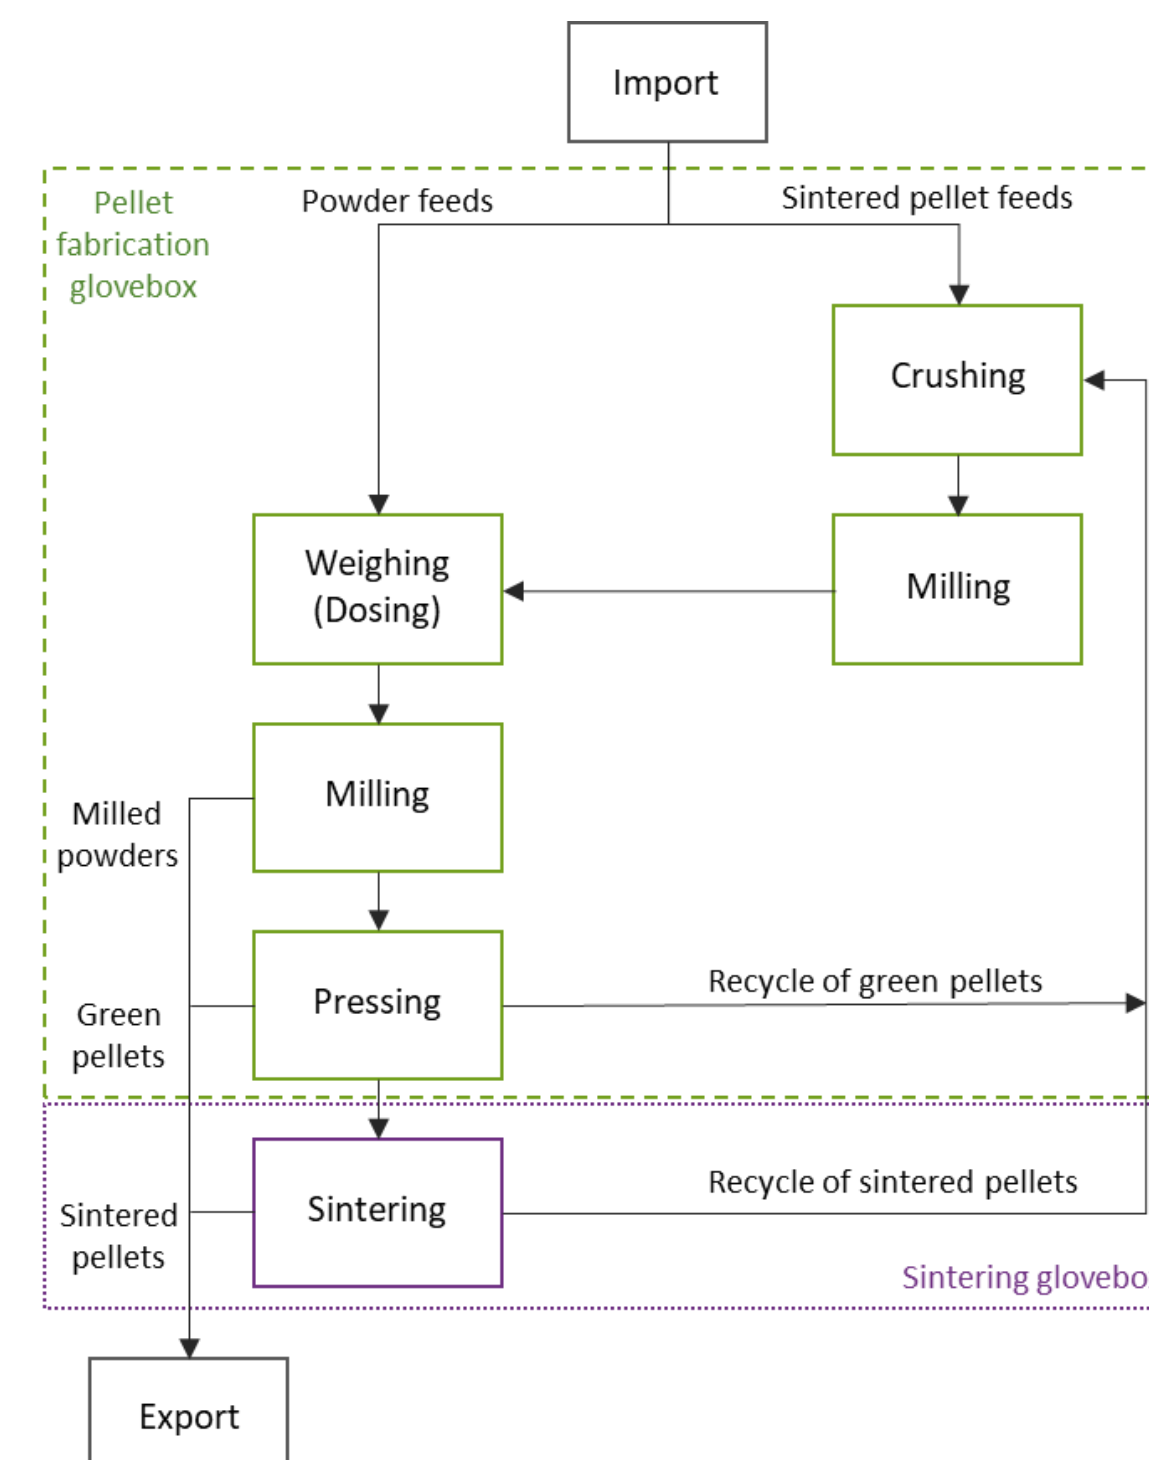 Import
Pellet
fabrication
glovebox
Powder feeds
Sintered pellet feeds
Crushing
Weighing
(Dosing)
Milling
Milling
Milled
powders
Pressing
Recycle of green pellets
Green
pellets
Sintering
Recycle of sintered pellets
Sintered
pellets
Sintering glovebo
Export